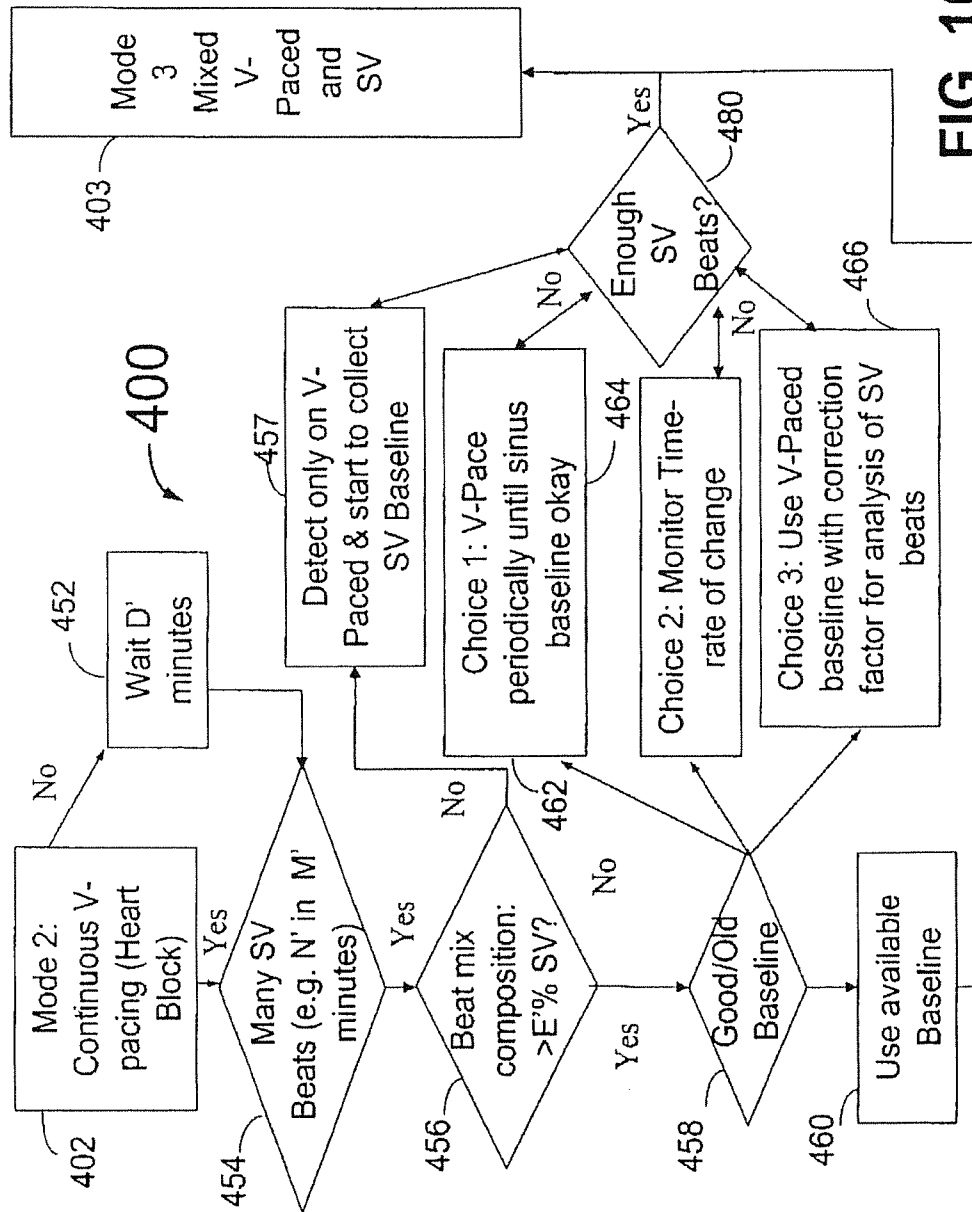 400
402
Mode 2:
Continuous V-
pacing (Heart
Block)
No
452
Wait D'
minutes
Yes
454
Many SV
Beats (e.g. N' in M'
minutes)
Yes
456
Beat mix
composition:
>E'% SV?
No
Yes
457
Detect only on V-
Paced & start to collect
SV Baseline
458
Good/Old
Baseline
No
460
Use available
Baseline
462
Choice 1: V-Pace
periodically until sinus
baseline okay
464
Choice 2: Monitor Time-
rate of change
466
Choice 3: Use V-Paced
baseline with correction
factor for analysis of SV
beats
No
No
480
Enough
SV
Beats?
Yes
403
Mode
3
Mixed
V-
Paced
and
SV